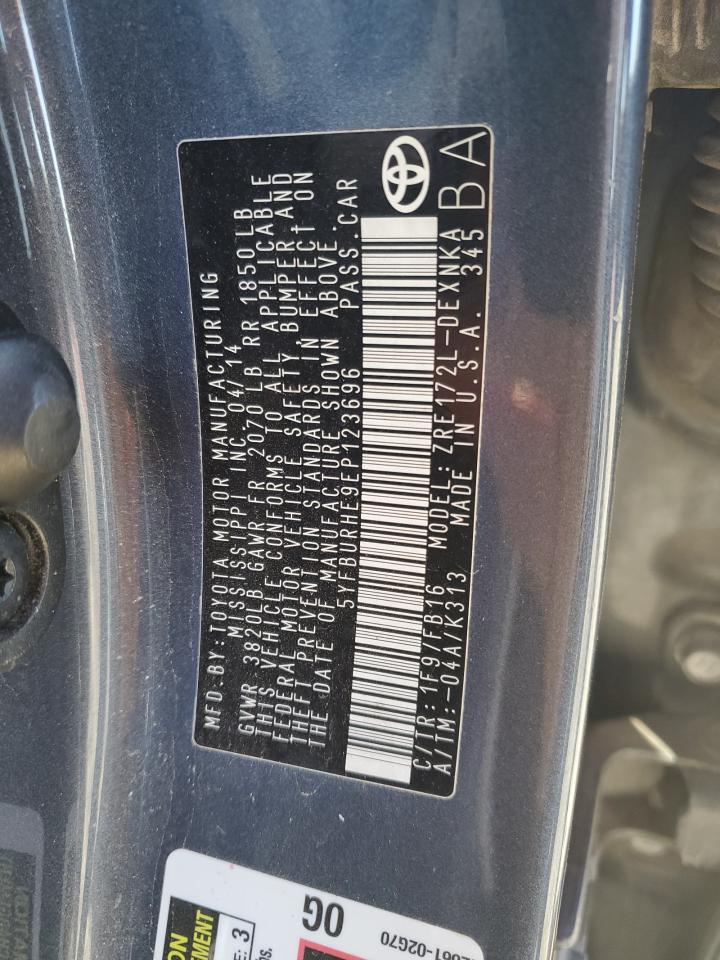 MFD BY:TOYOTA MOTOR MANUFACTURING
MISSISSIPPI INC. 04/14
GVWR 3820LB GAWR FR 2070 LB RR 1850 LB
THIS VEHICLE CONFORMS TO ALL APPLICABLE
FEDERAL MOTOR VEHICLE SAFETY BUMPER, AND
THEFT PREVENTION STANDARDS IN EFFECT ON
THE DATE OF MANUFACTURE SHOWN ABOVE.
5YFBURHE9EP123696 PASS.CAR
C/TR:1F9/FB16 MODEL:ZRE172L-DEXNKA
A/TM:-04A/K313 MADE IN U.S.A. 345
BA
OG
061-02G70